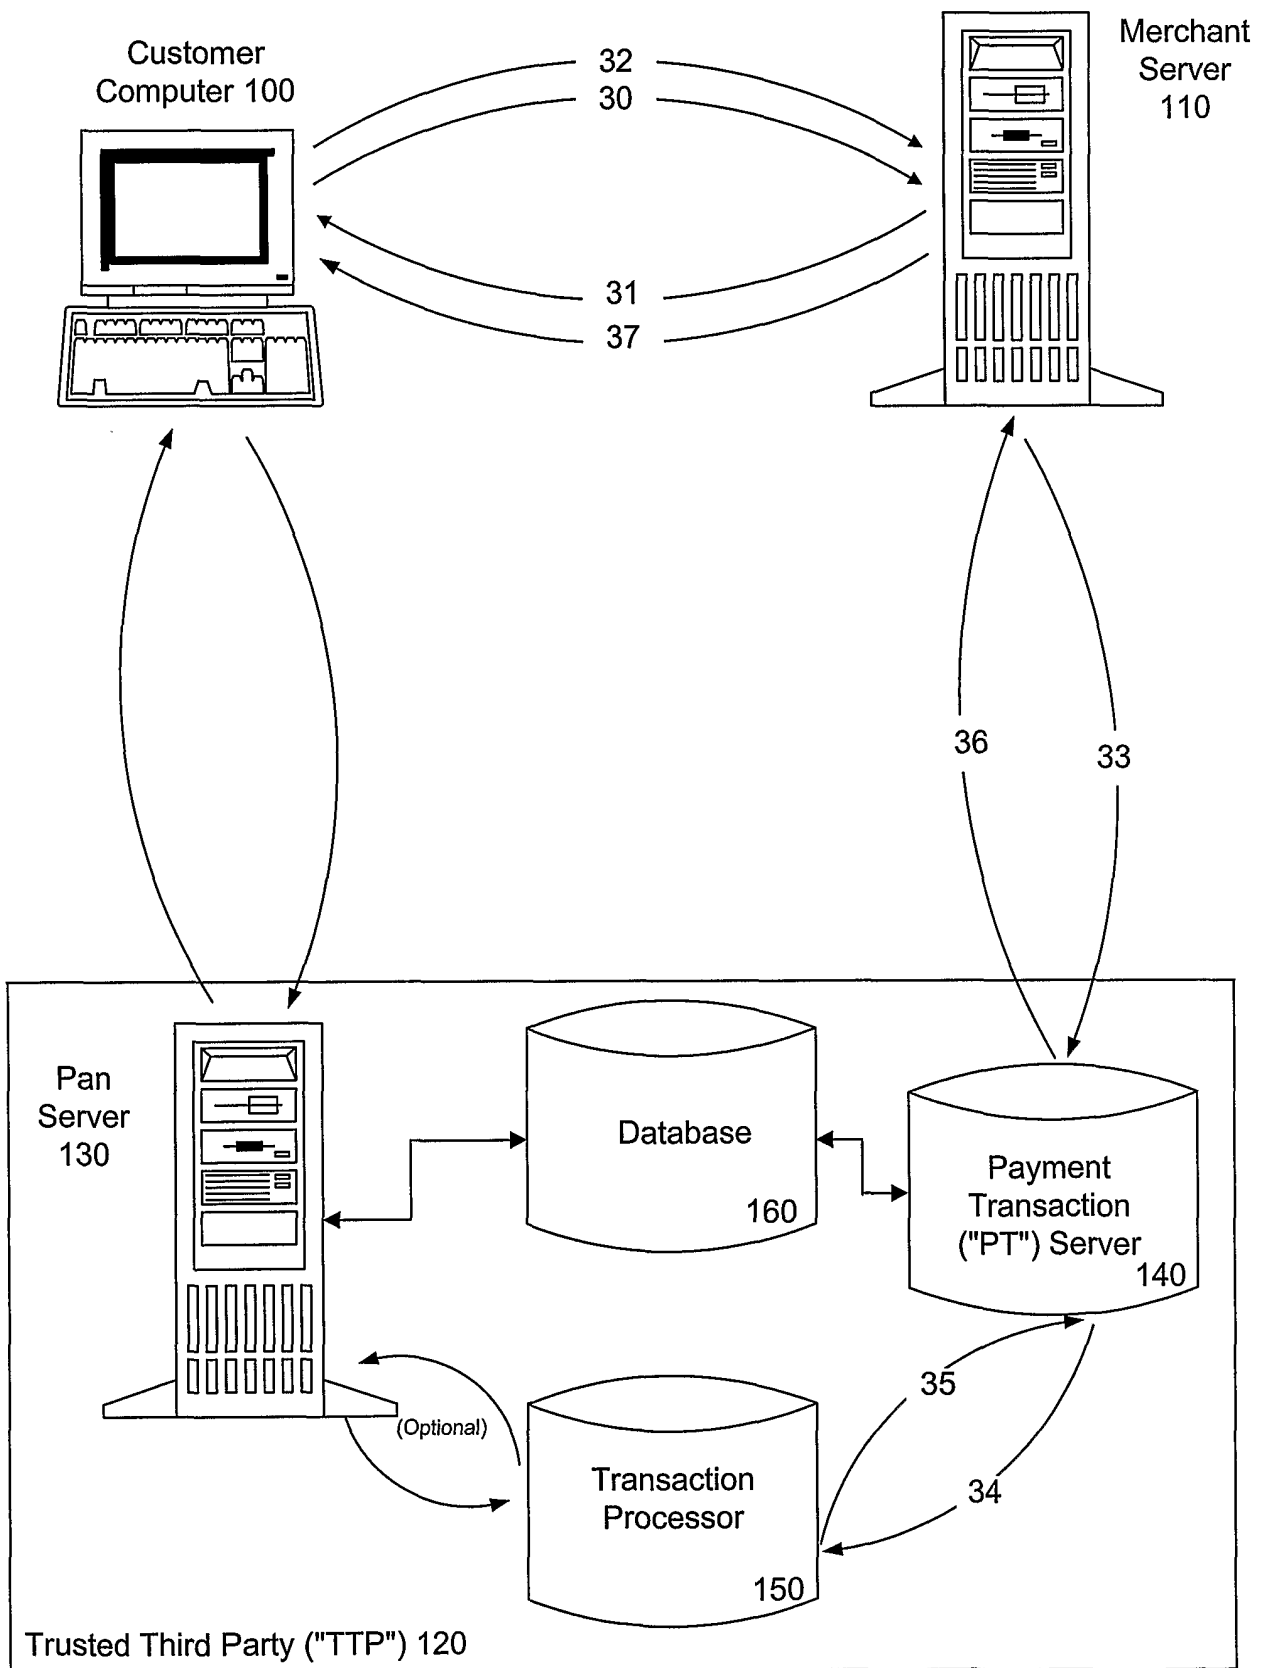 Customer
Computer 100
Merchant
Server
110
32
30
31
37
36
33
Pan
Server
130
Database
160
Payment
Transaction
("PT") Server
140
(Optional)
Transaction
Processor
150
35
34
Trusted Third Party ("TTP") 120